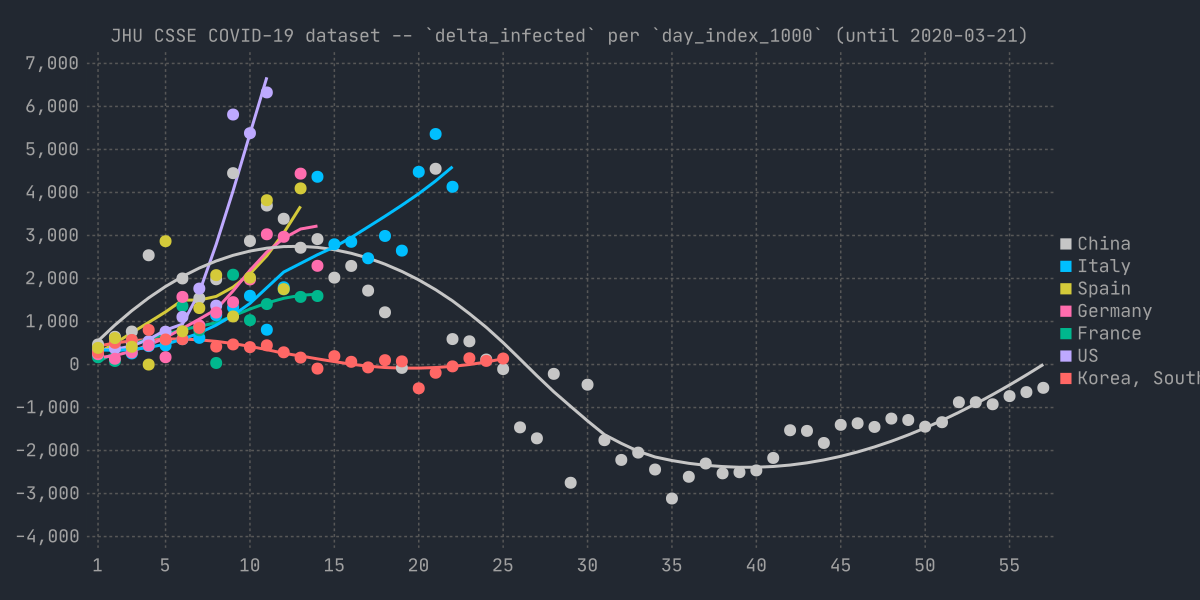 JHU CSSE COVID-19 dataset -- `delta_infected` per `day_index_1000` (until 2020-03-21)
7,000
6,000
5,000
4,000
3,000
2,000
1,000
0
-1,000
-2,000
-3,000
-4,000
1 5 10 15 20 25 30 35 40 45 50 55
China
Italy
Spain
Germany
France
US
Korea, South